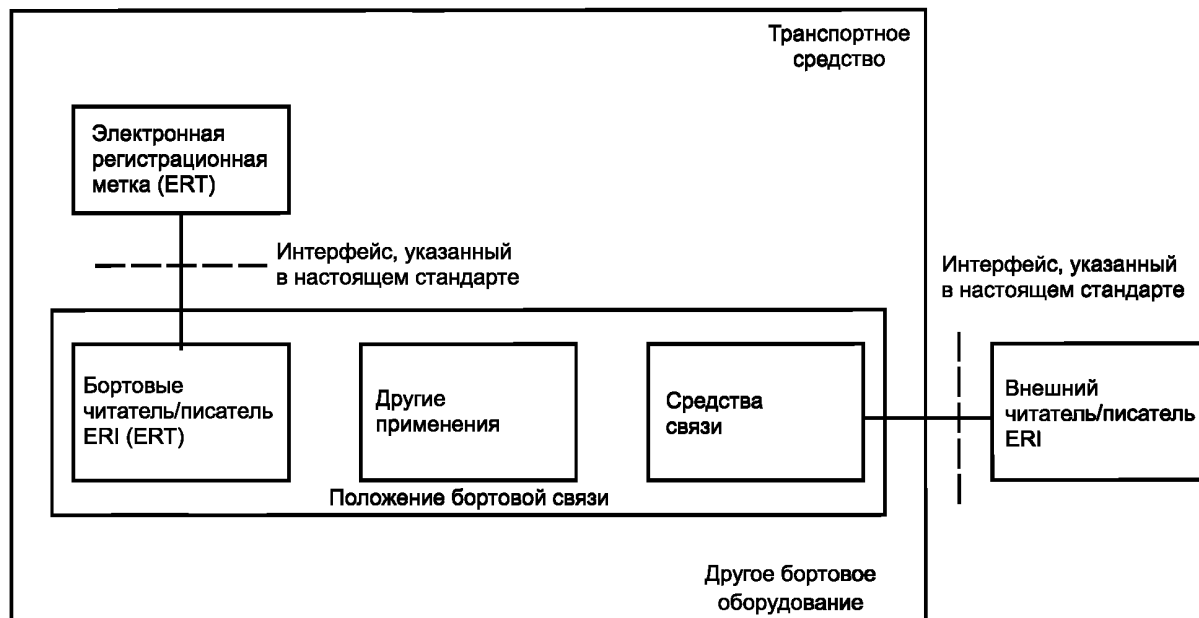 Транспортное
средство
Электронная
регистрационная
метка (ERT)
Интерфейс, указанный
в настоящем стандарте
Интерфейс, указанный
в настоящем стандарте
Бортовые
читатель/писатель
ERI (ERT)
Другие
применения
Средства
связи
Внешний
читатель/писатель
ERI
Положение бортовой связи
Другое бортовое
оборудование